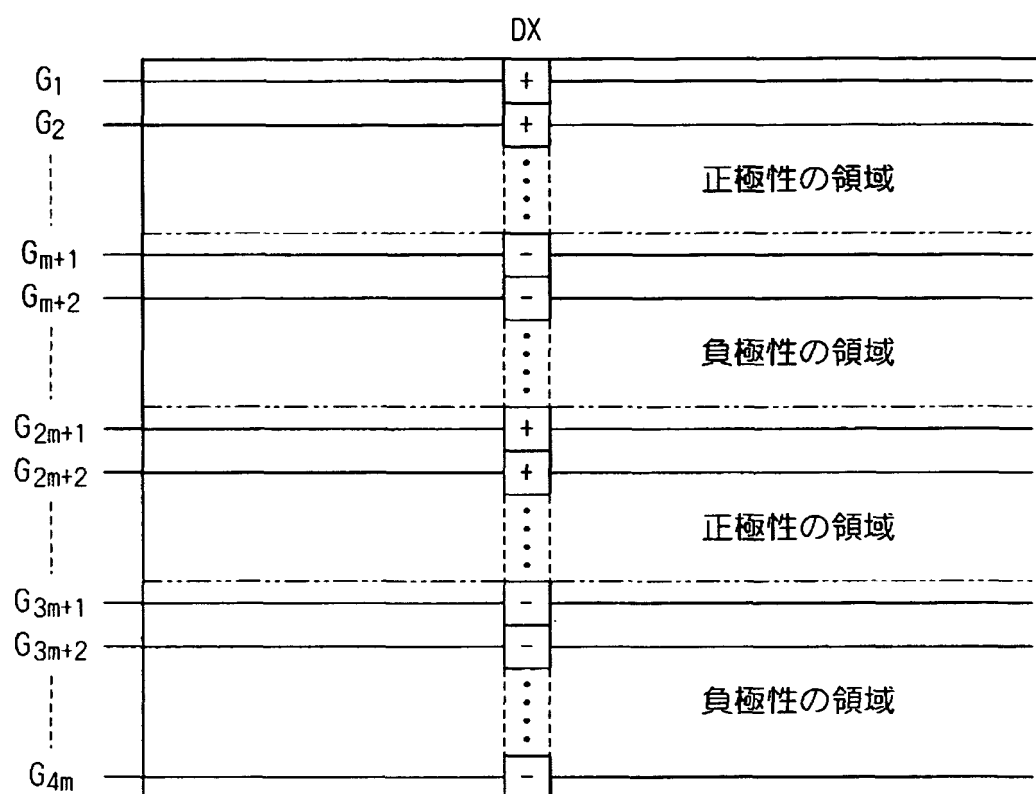 DX
G1 +
G2 +
正極性の領域
Gm+1 -
Gm+2 -
負極性の領域
G2m+1 +
G2m+2 +
正極性の領域
G3m+1 -
G3m+2 -
負極性の領域
G4m -